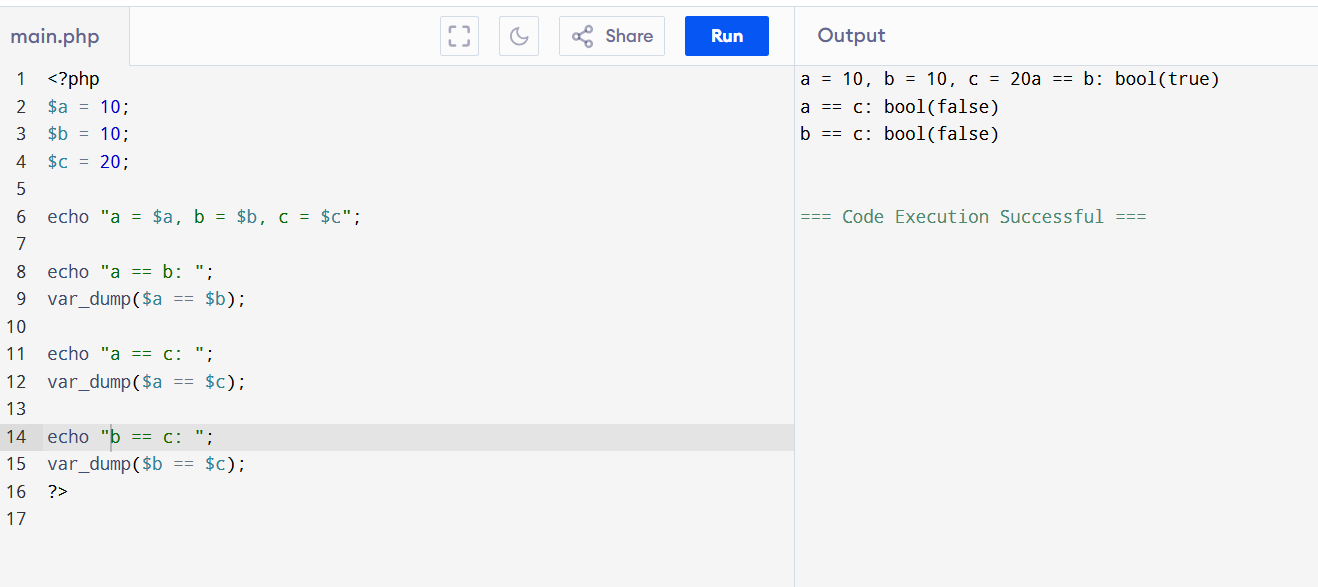 main.php
Share
Run
Output
1 <?php
2 $a = 10;
3 $b = 10;
4 $c = 20;
5
6 echo "a = $a, b = $b, c = $c";
7
8 echo "a == b: ";
9 var_dump($a == $b);
10
11 echo "a == c: ";
12 var_dump($a == $c);
13
14 echo "b == c: ";
15 var_dump($b == $c);
16 ?>
17
a = 10, b = 10, c = 20a == b: bool(true)
a == c: bool(false)
b == c: bool(false)
=== Code Execution Successful ===